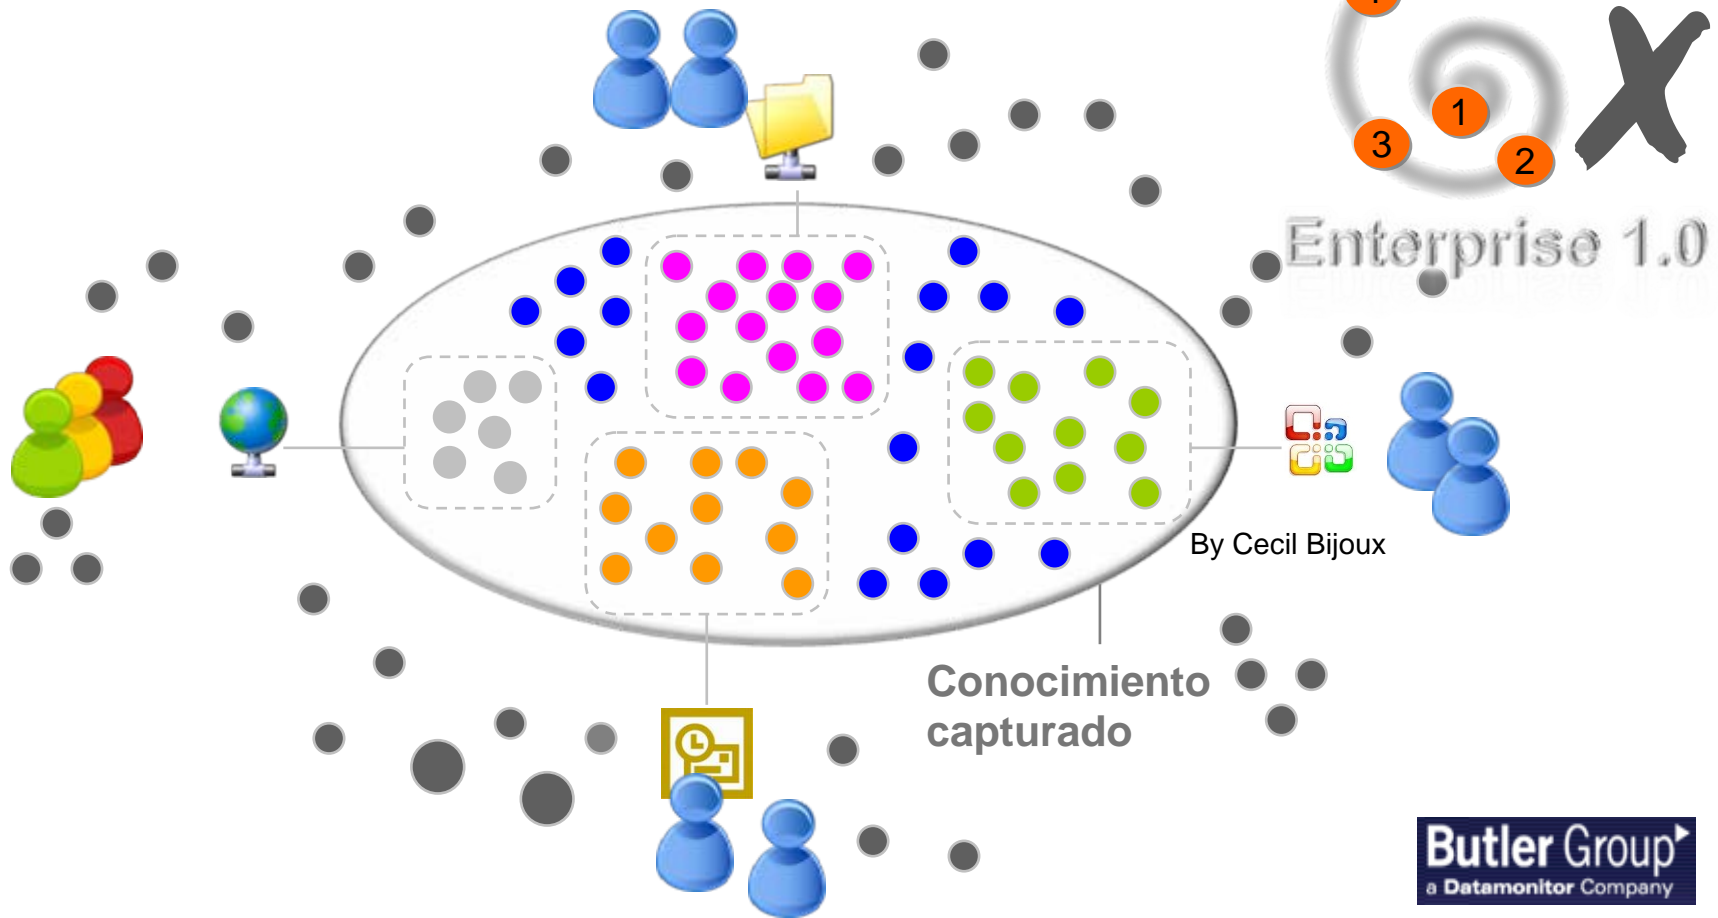 1
3
2
Enterprise 1.0
By Cecil Bijoux
Conocimiento
capturado
Butler Group
a Datamonitor Company